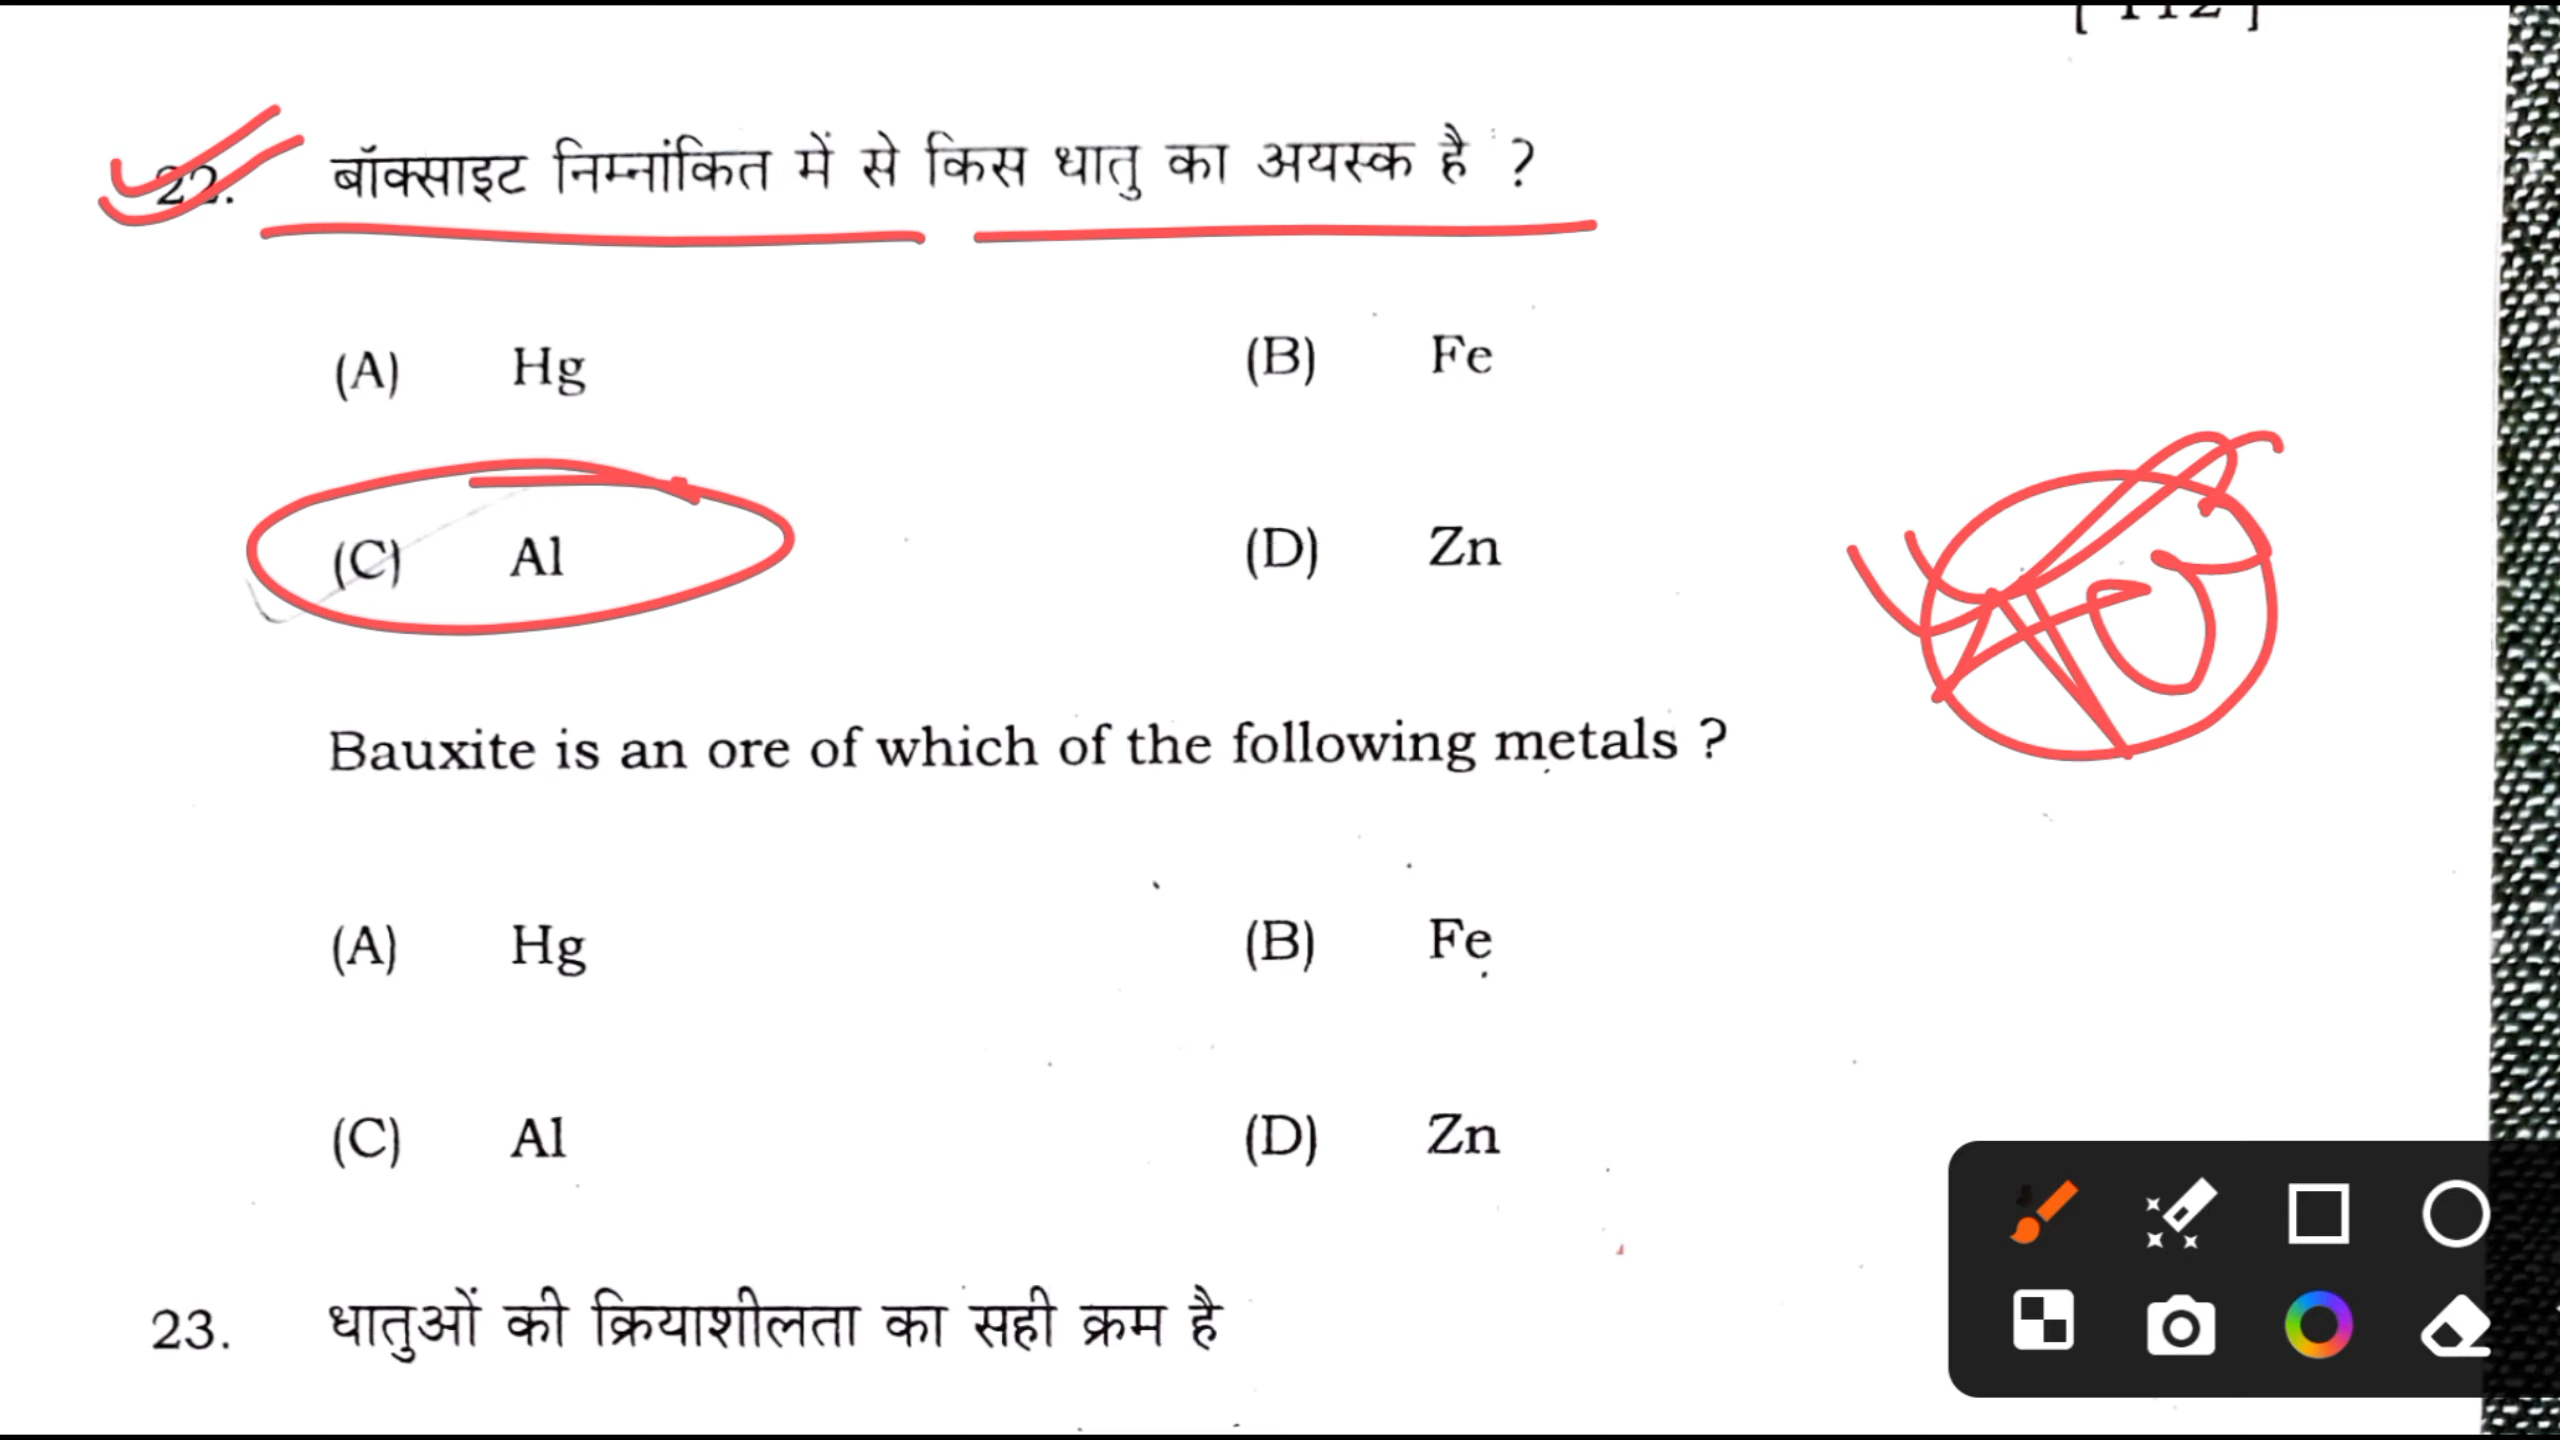 22. बॉक्साइट निम्नांकित में से किस धातु का अयस्क है ?
(A) Hg (B) Fe
(C) Al (D) Zn
Bauxite is an ore of which of the following metals ?
(A) Hg (B) Fe
(C) Al (D) Zn
23. धातुओं की क्रियाशीलता का सही क्रम है